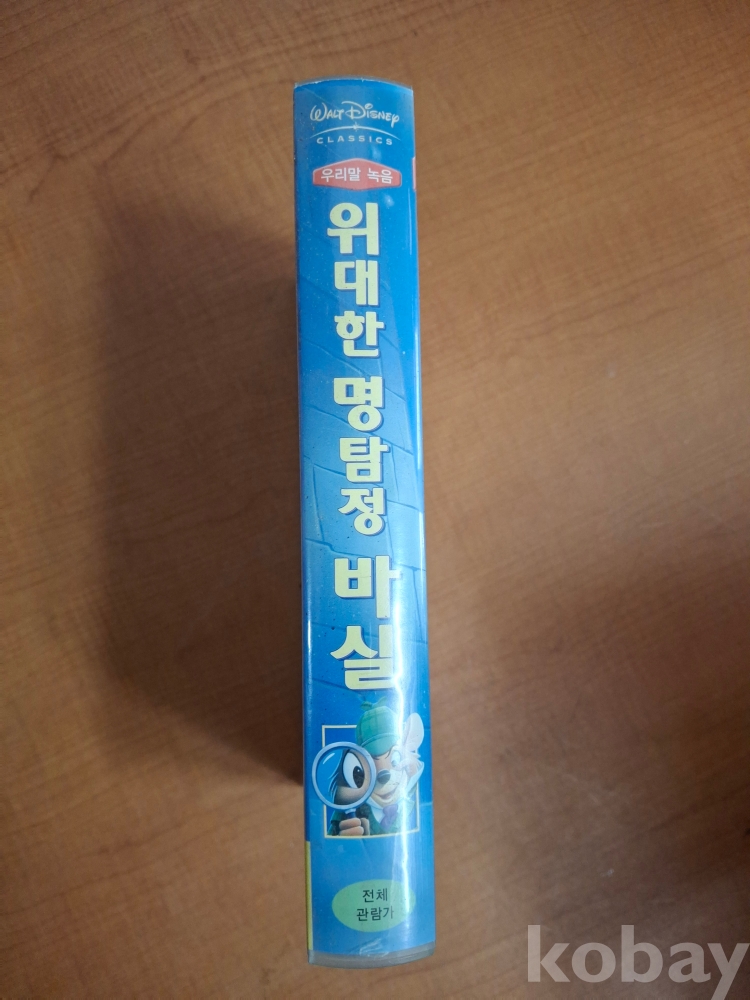 WALT DISNEY
CLASSICS
우리말 녹음
위대한 명탐정 바실
전체
관람가
kobay